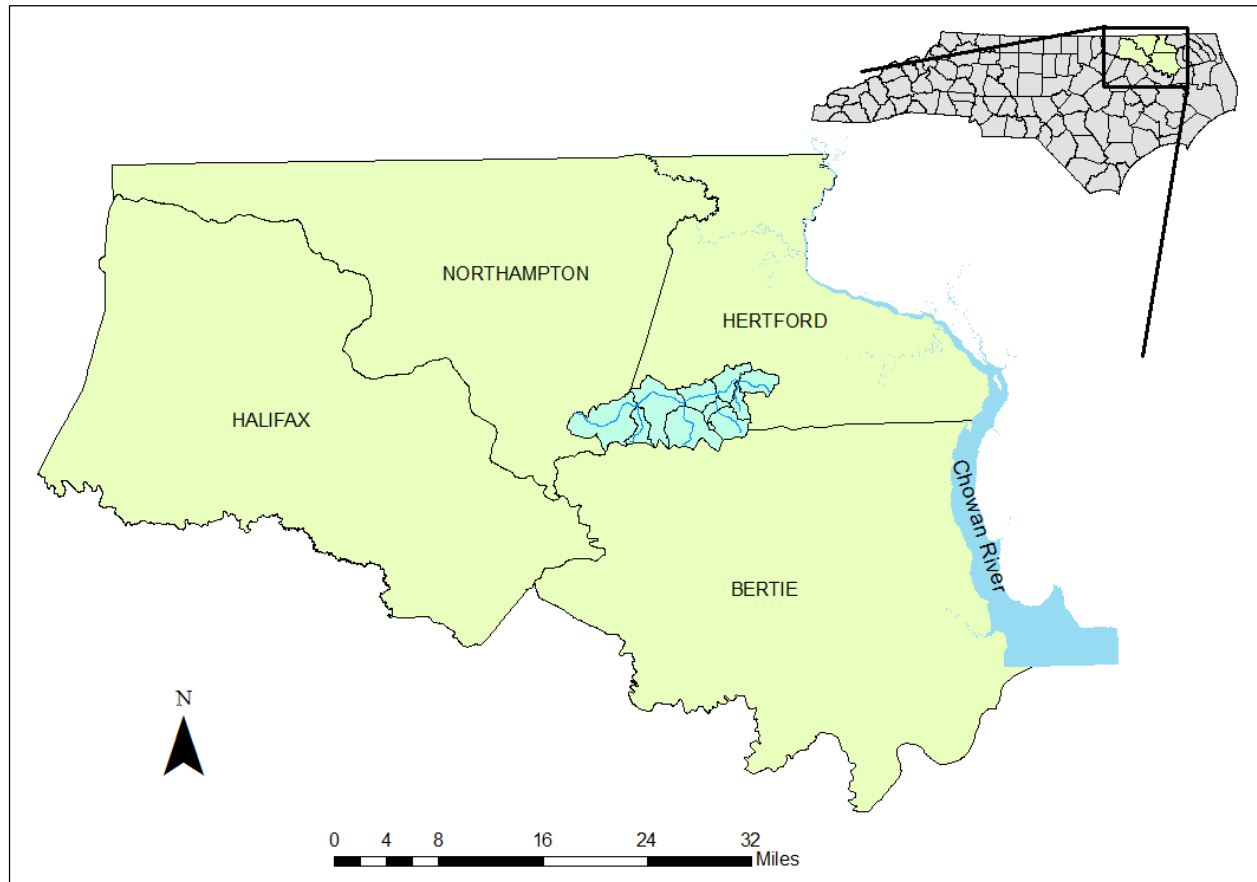 NORTHAMPTON
HERTFORD
HALIFAX
Chowan River
BERTIE
N
0 4 8 16 24 32
Miles